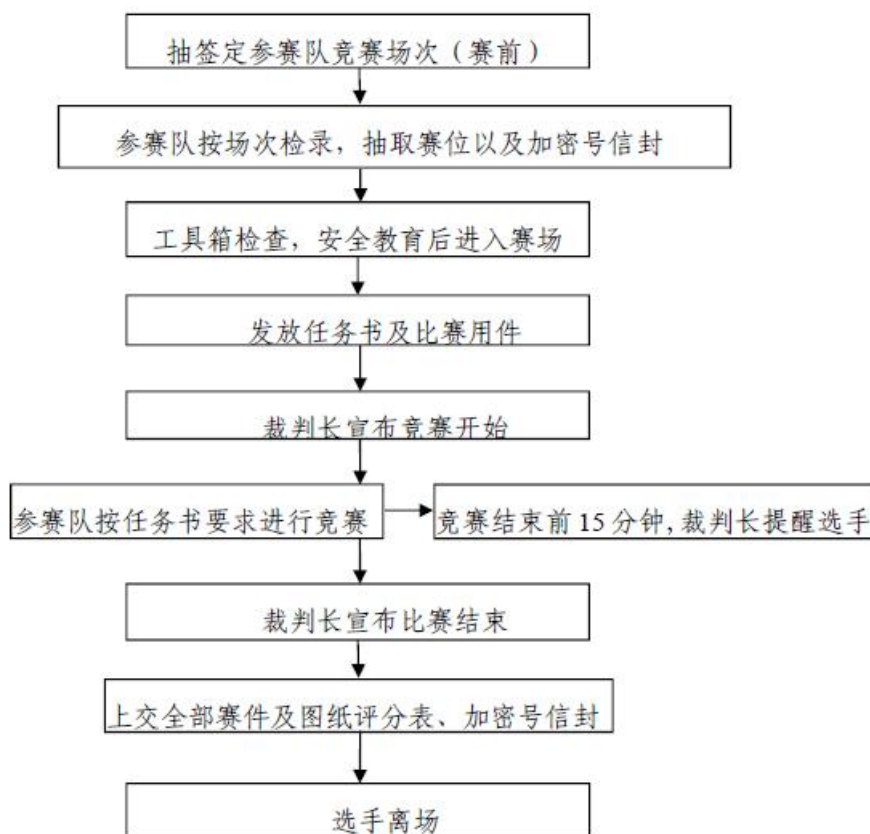 抽签定参赛队竞赛场次（赛前）
参赛队按场次检录，抽取赛位以及加密号信封
工具箱检查，安全教育后进入赛场
发放任务书及比赛用件
裁判长宣布竞赛开始
参赛队按任务书要求进行竞赛
竞赛结束前15分钟,裁判长提醒选手
裁判长宣布比赛结束
上交全部赛件及图纸评分表、加密号信封
选手离场